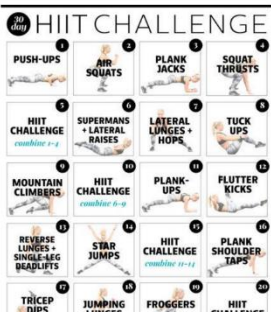 30 day HIIT CHALLENGE
1
PUSH-UPS
2
AIR
SQUATS
3
PLANK
JACKS
4
SQUAT
THRUSTS
5
HIIT
CHALLENGE
combine 1-4
6
SUPERMANS
+ LATERAL
RAISES
7
LATERAL
LUNGES +
HOPS
8
TUCK
UPS
9
MOUNTAIN
CLIMBERS
10
HIIT
CHALLENGE
combine 6-9
11
PLANK-
UPS
12
FLUTTER
KICKS
13
REVERSE
LUNGES +
SINGLE-LEG
DEADLIFTS
14
STAR
JUMPS
15
HIIT
CHALLENGE
combine 11-14
16
PLANK
SHOULDER
TAPS
17
TRICEP
DIPS
18
JUMPING
LUNGES
19
FROGGERS
20
HIIT
CHALLENGE